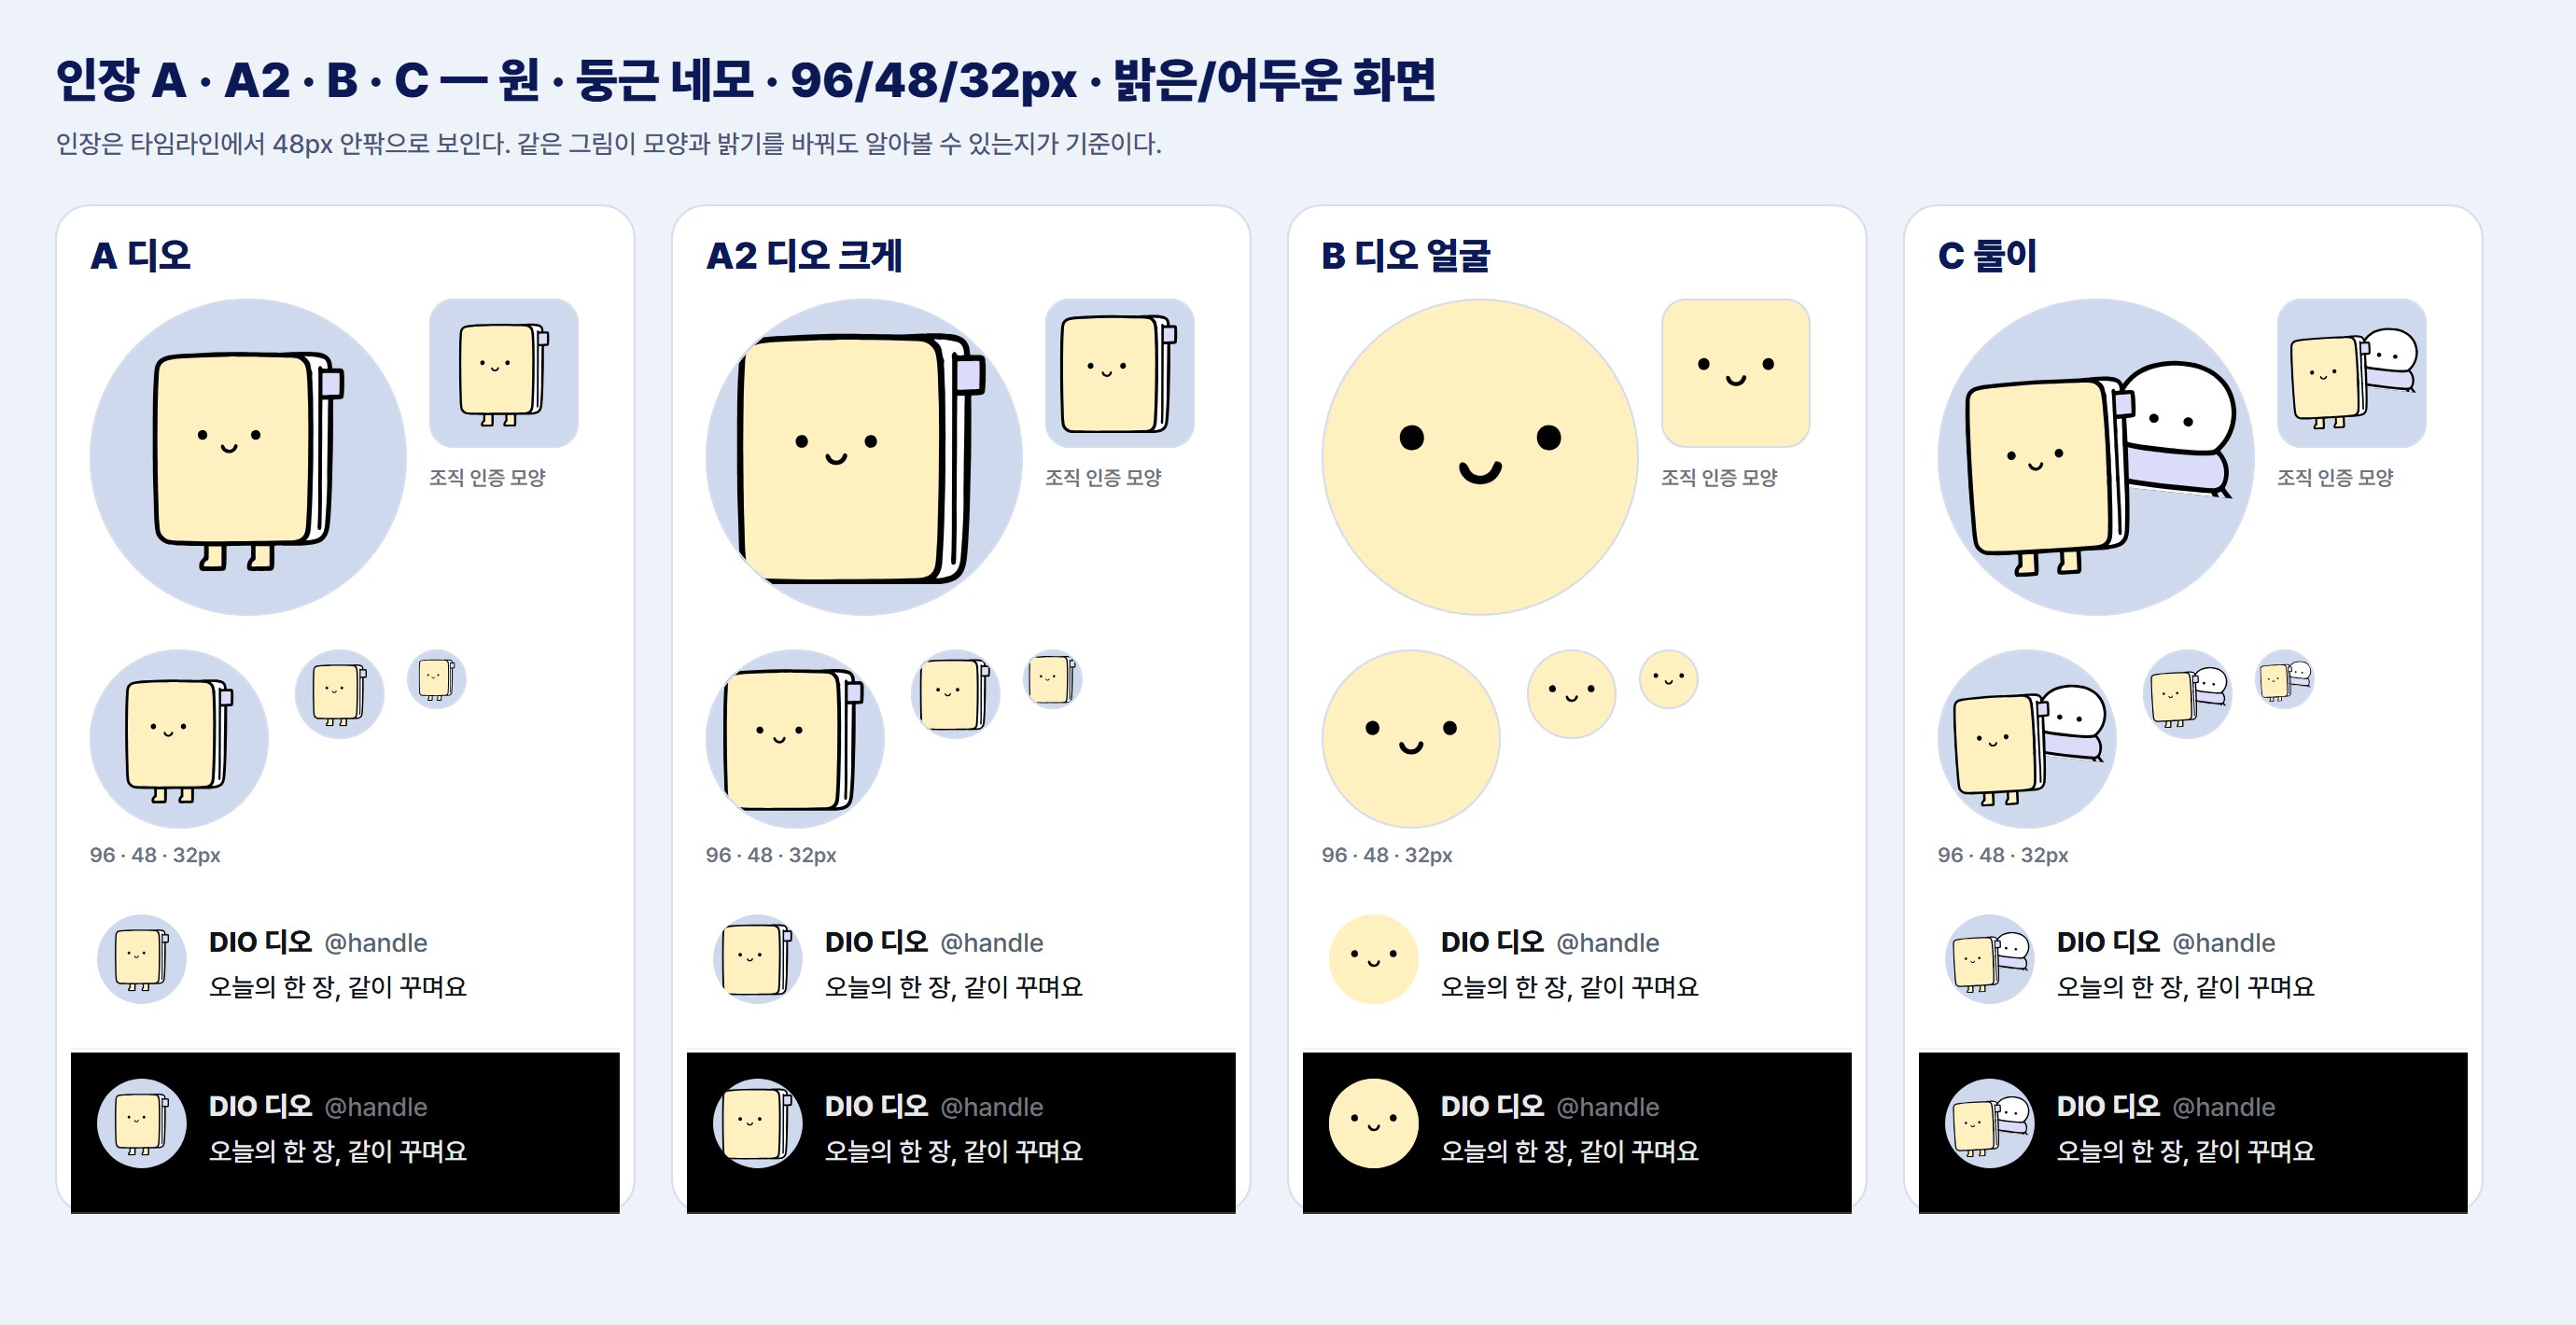 인장 A · A2 · B · C — 원 · 둥근 네모 · 96/48/32px · 밝은/어두운 화면
인장은 타임라인에서 48px 안팎으로 보인다. 같은 그림이 모양과 밝기를 바꿔도 알아볼 수 있는지가 기준이다.
A 디오
조직 인증 모양
96 · 48 · 32px
DIO 디오 @handle
오늘의 한 장, 같이 꾸며요
DIO 디오 @handle
오늘의 한 장, 같이 꾸며요
A2 디오 크게
조직 인증 모양
96 · 48 · 32px
DIO 디오 @handle
오늘의 한 장, 같이 꾸며요
DIO 디오 @handle
오늘의 한 장, 같이 꾸며요
B 디오 얼굴
조직 인증 모양
96 · 48 · 32px
DIO 디오 @handle
오늘의 한 장, 같이 꾸며요
DIO 디오 @handle
오늘의 한 장, 같이 꾸며요
C 둘이
조직 인증 모양
96 · 48 · 32px
DIO 디오 @handle
오늘의 한 장, 같이 꾸며요
DIO 디오 @handle
오늘의 한 장, 같이 꾸며요